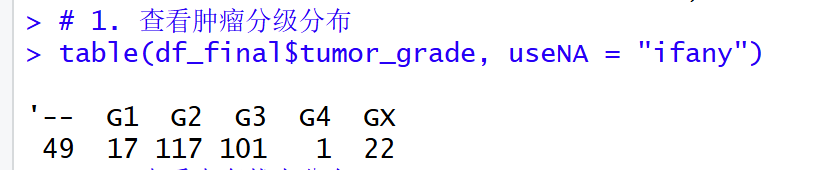 > # 1. 查看肿瘤分级分布
> table(df_final$tumor_grade, useNA = "ifany")
'--  G1  G2  G3  G4  GX
 49  17 117 101   1  22